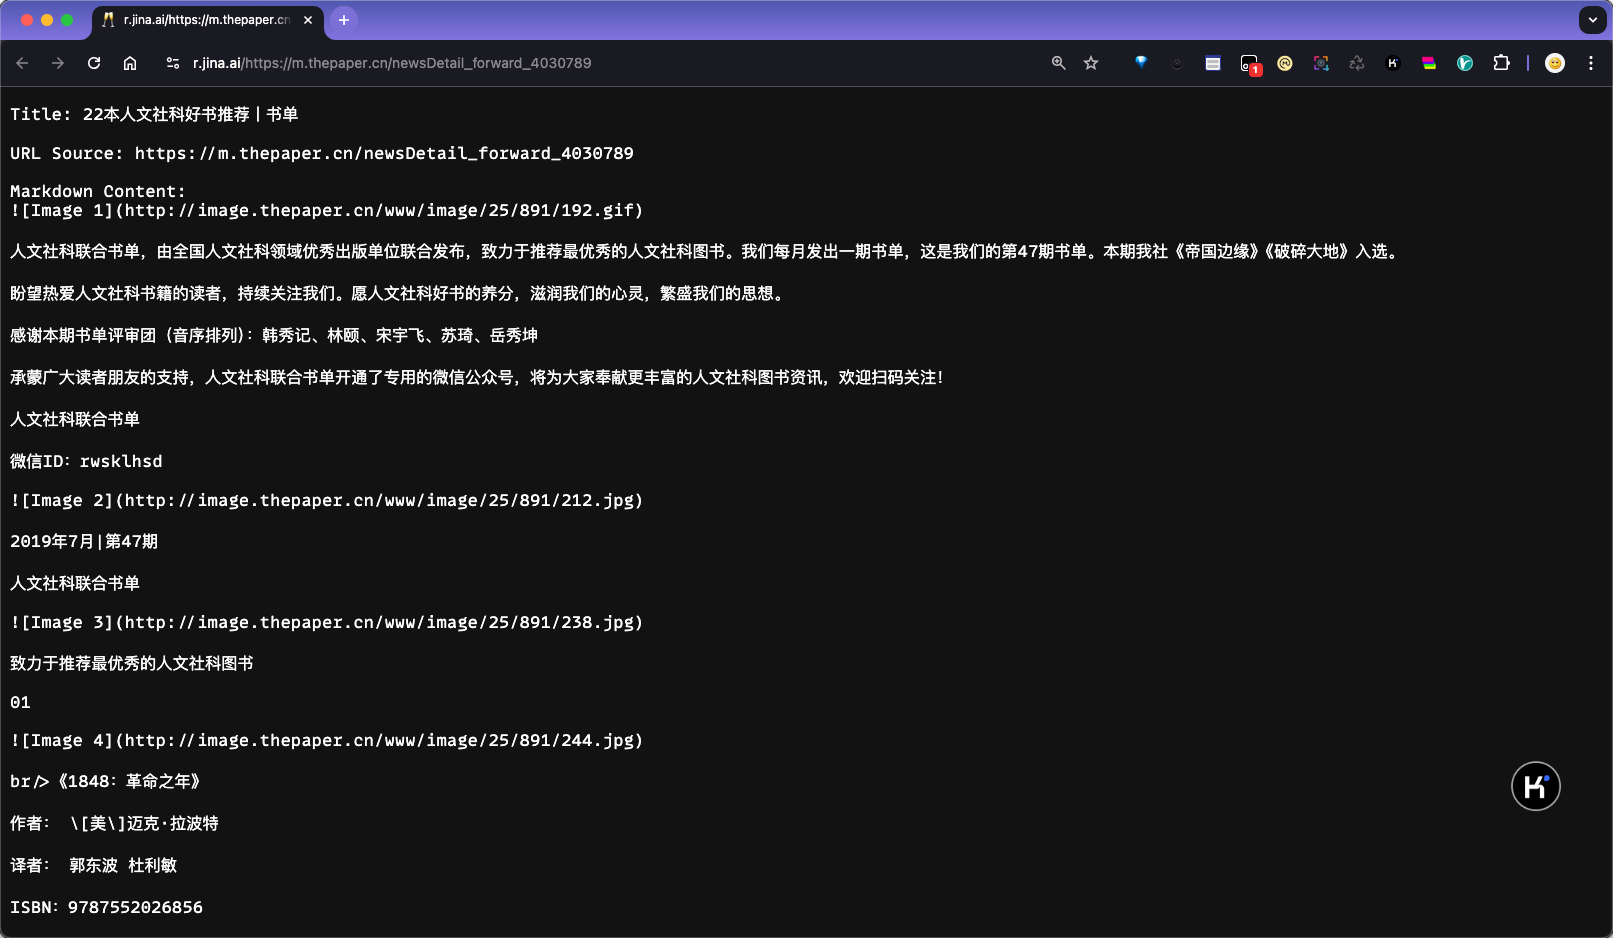 r.jina.ai/https://m.thepaper.cn
r.jina.ai/https://m.thepaper.cn/newsDetail_forward_4030789
1
Title: 22本人文社科好书推荐丨书单
URL Source: https://m.thepaper.cn/newsDetail_forward_4030789
Markdown Content:
![Image 1](http://image.thepaper.cn/www/image/25/891/192.gif)
人文社科联合书单，由全国人文社科领域优秀出版单位联合发布，致力于推荐最优秀的人文社科图书。我们每月发出一期书单，这是我们的第47期书单。本期我社《帝国边缘》《破碎大地》入选。
盼望热爱人文社科书籍的读者，持续关注我们。愿人文社科好书的养分，滋润我们的心灵，繁盛我们的思想。
感谢本期书单评审团（音序排列）：韩秀记、林颐、宋宇飞、苏琦、岳秀坤
承蒙广大读者朋友的支持，人文社科联合书单开通了专用的微信公众号，将为大家奉献更丰富的人文社科图书资讯，欢迎扫码关注！
人文社科联合书单
微信ID：rwsklhsd
![Image 2](http://image.thepaper.cn/www/image/25/891/212.jpg)
2019年7月|第47期
人文社科联合书单
![Image 3](http://image.thepaper.cn/www/image/25/891/238.jpg)
致力于推荐最优秀的人文社科图书
01
![Image 4](http://image.thepaper.cn/www/image/25/891/244.jpg)
br/>《1848：革命之年》
作者： \[美\]迈克·拉波特
译者： 郭东波 杜利敏
ISBN：9787552026856